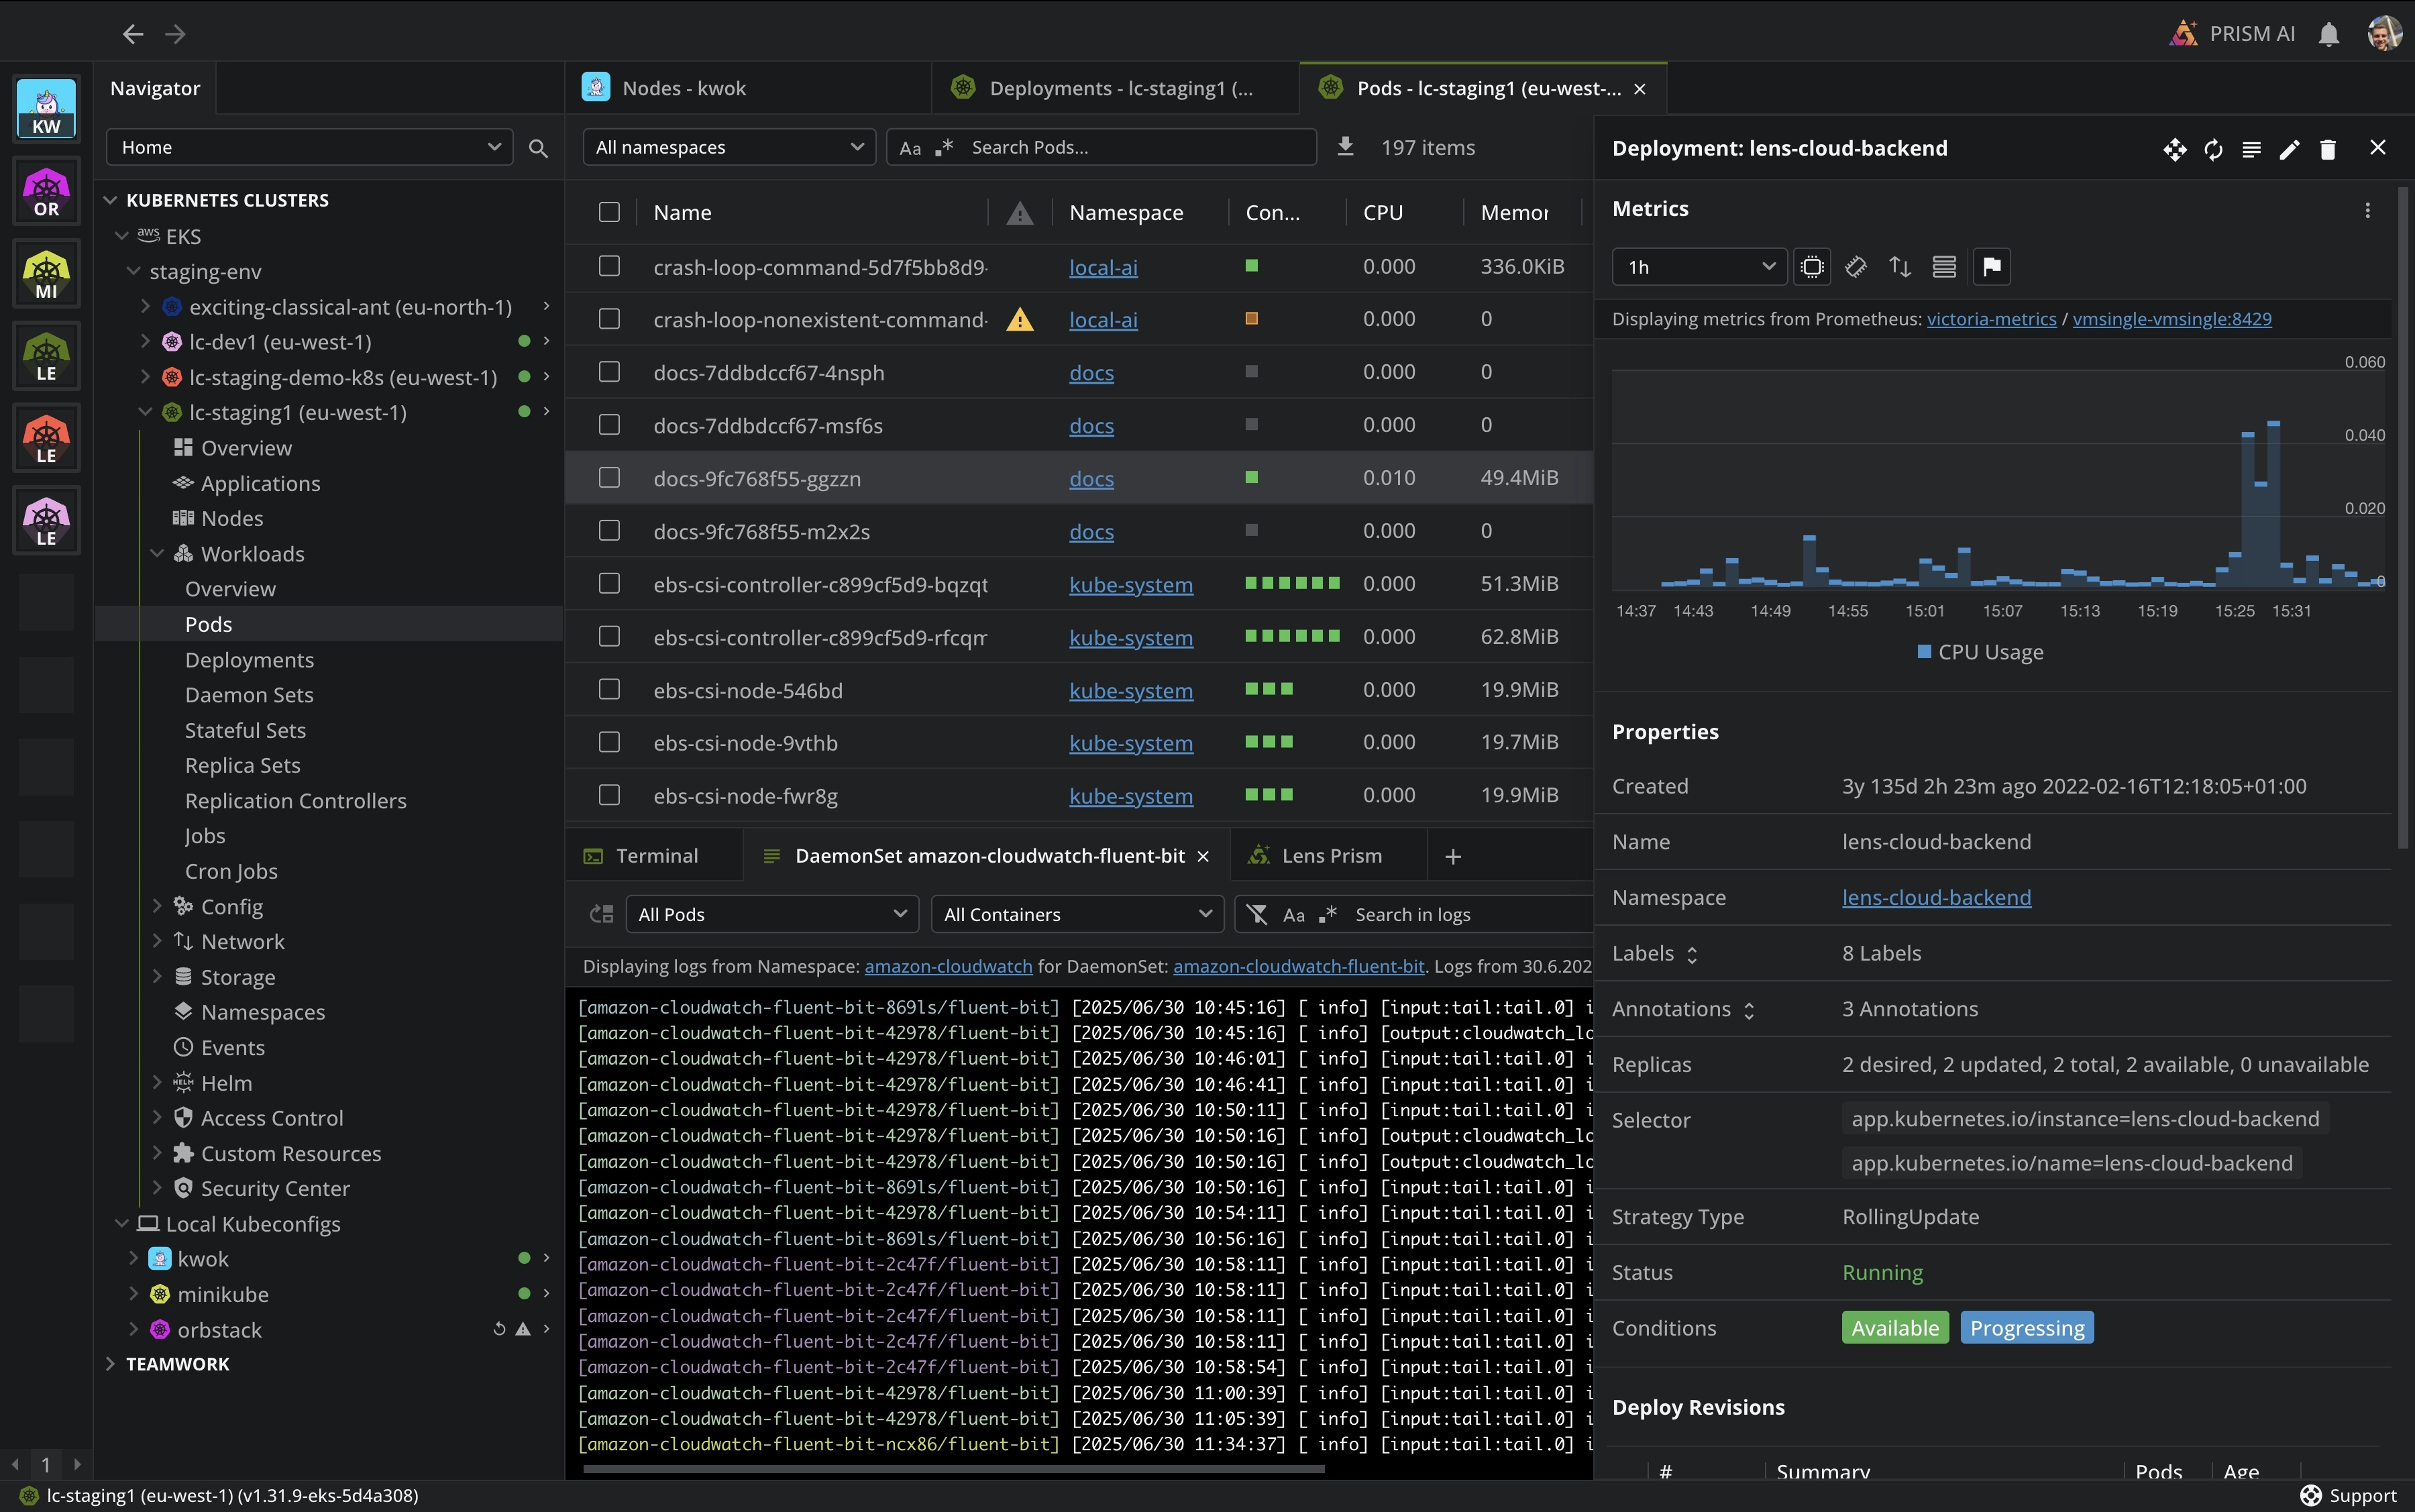 PRISM AI
KW
OR
MI
LE
LE
LE
1
Navigator
Home
KUBERNETES CLUSTERS
aws EKS
staging-env
exciting-classical-ant (eu-north-1)
lc-dev1 (eu-west-1)
lc-staging-demo-k8s (eu-west-1)
lc-staging1 (eu-west-1)
Overview
Applications
Nodes
Workloads
Overview
Pods
Deployments
Daemon Sets
Stateful Sets
Replica Sets
Replication Controllers
Jobs
Cron Jobs
Config
Network
Storage
Namespaces
Events
HELM Helm
Access Control
Custom Resources
Security Center
Local Kubeconfigs
kwok
minikube
orbstack
TEAMWORK
Nodes - kwok
Deployments - lc-staging1 (...
Pods - lc-staging1 (eu-west-...
All namespaces
Aa .* Search Pods...
197 items
Name Namespace Con... CPU Memor
crash-loop-command-5d7f5bb8d9- local-ai 0.000 336.0KiB
crash-loop-nonexistent-command- local-ai 0.000 0
docs-7ddbdccf67-4nsph docs 0.000 0
docs-7ddbdccf67-msf6s docs 0.000 0
docs-9fc768f55-ggzzn docs 0.010 49.4MiB
docs-9fc768f55-m2x2s docs 0.000 0
ebs-csi-controller-c899cf5d9-bqzqt kube-system 0.000 51.3MiB
ebs-csi-controller-c899cf5d9-rfcqm kube-system 0.000 62.8MiB
ebs-csi-node-546bd kube-system 0.000 19.9MiB
ebs-csi-node-9vthb kube-system 0.000 19.7MiB
ebs-csi-node-fwr8g kube-system 0.000 19.9MiB
Terminal
DaemonSet amazon-cloudwatch-fluent-bit
Lens Prism
All Pods
All Containers
Aa .* Search in logs
Displaying logs from Namespace: amazon-cloudwatch for DaemonSet: amazon-cloudwatch-fluent-bit. Logs from 30.6.202
[amazon-cloudwatch-fluent-bit-869ls/fluent-bit] [2025/06/30 10:45:16] [ info] [input:tail:tail.0] i
[amazon-cloudwatch-fluent-bit-42978/fluent-bit] [2025/06/30 10:45:16] [ info] [output:cloudwatch_lo
[amazon-cloudwatch-fluent-bit-42978/fluent-bit] [2025/06/30 10:46:01] [ info] [input:tail:tail.0] i
[amazon-cloudwatch-fluent-bit-42978/fluent-bit] [2025/06/30 10:46:41] [ info] [input:tail:tail.0] i
[amazon-cloudwatch-fluent-bit-42978/fluent-bit] [2025/06/30 10:50:11] [ info] [input:tail:tail.0] i
[amazon-cloudwatch-fluent-bit-42978/fluent-bit] [2025/06/30 10:50:16] [ info] [output:cloudwatch_lo
[amazon-cloudwatch-fluent-bit-42978/fluent-bit] [2025/06/30 10:50:16] [ info] [output:cloudwatch_lo
[amazon-cloudwatch-fluent-bit-869ls/fluent-bit] [2025/06/30 10:50:16] [ info] [input:tail:tail.0] i
[amazon-cloudwatch-fluent-bit-42978/fluent-bit] [2025/06/30 10:54:11] [ info] [input:tail:tail.0] i
[amazon-cloudwatch-fluent-bit-869ls/fluent-bit] [2025/06/30 10:56:16] [ info] [input:tail:tail.0] i
[amazon-cloudwatch-fluent-bit-2c47f/fluent-bit] [2025/06/30 10:58:11] [ info] [input:tail:tail.0] i
[amazon-cloudwatch-fluent-bit-2c47f/fluent-bit] [2025/06/30 10:58:11] [ info] [input:tail:tail.0] i
[amazon-cloudwatch-fluent-bit-2c47f/fluent-bit] [2025/06/30 10:58:11] [ info] [input:tail:tail.0] i
[amazon-cloudwatch-fluent-bit-2c47f/fluent-bit] [2025/06/30 10:58:11] [ info] [input:tail:tail.0] i
[amazon-cloudwatch-fluent-bit-2c47f/fluent-bit] [2025/06/30 10:58:54] [ info] [input:tail:tail.0] i
[amazon-cloudwatch-fluent-bit-42978/fluent-bit] [2025/06/30 11:00:39] [ info] [input:tail:tail.0] i
[amazon-cloudwatch-fluent-bit-42978/fluent-bit] [2025/06/30 11:05:39] [ info] [input:tail:tail.0] i
[amazon-cloudwatch-fluent-bit-ncx86/fluent-bit] [2025/06/30 11:34:37] [ info] [input:tail:tail.0] i
Deployment: lens-cloud-backend
Metrics
1h
Displaying metrics from Prometheus: victoria-metrics / vmsingle-vmsingle:8429
0.060
0.040
0.020
0
14:37 14:43 14:49 14:55 15:01 15:07 15:13 15:19 15:25 15:31
CPU Usage
Properties
Created 3y 135d 2h 23m ago 2022-02-16T12:18:05+01:00
Name lens-cloud-backend
Namespace lens-cloud-backend
Labels 8 Labels
Annotations 3 Annotations
Replicas 2 desired, 2 updated, 2 total, 2 available, 0 unavailable
Selector app.kubernetes.io/instance=lens-cloud-backend
app.kubernetes.io/name=lens-cloud-backend
Strategy Type RollingUpdate
Status Running
Conditions Available Progressing
Deploy Revisions
# Summary Pods Age
lc-staging1 (eu-west-1) (v1.31.9-eks-5d4a308)
Support